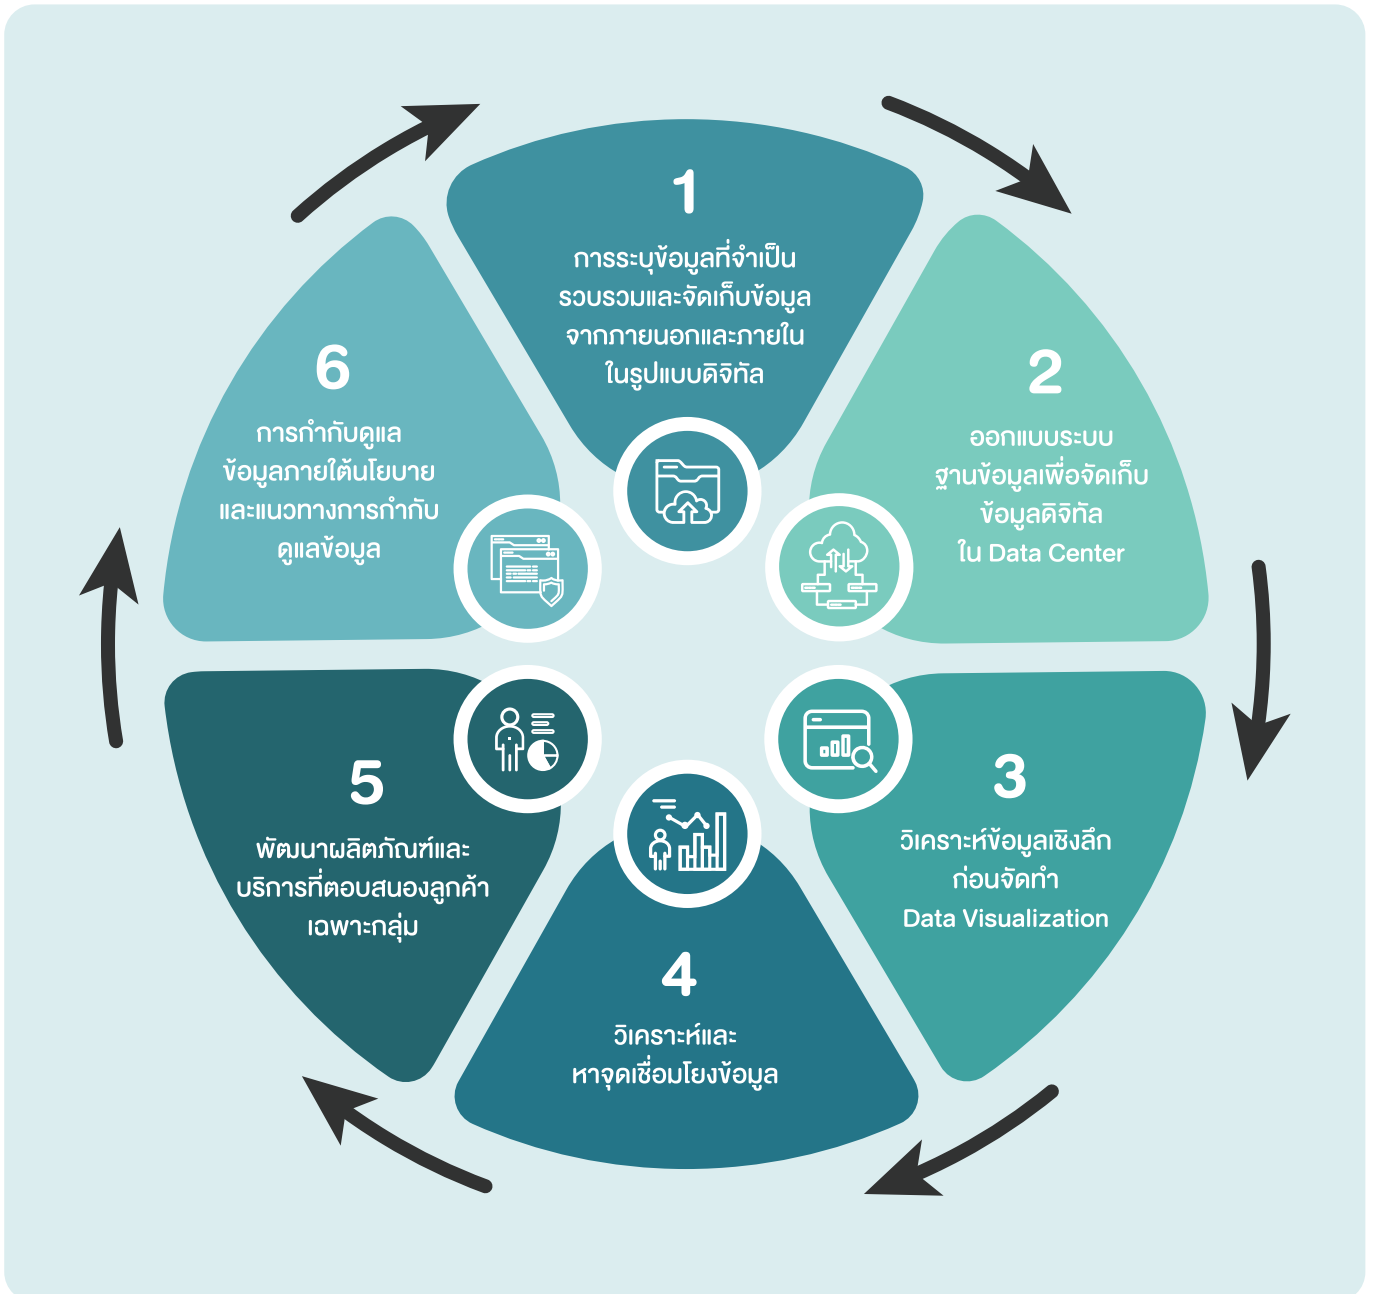 1
การระบุข้อมูลที่จำเป็น
รวบรวมและจัดเก็บข้อมูล
จากภายนอกและภายใน
ในรูปแบบดิจิทัล
2
ออกแบบระบบ
ฐานข้อมูลเพื่อจัดเก็บ
ข้อมูลดิจิทัล
ใน Data Center
3
วิเคราะห์ข้อมูลเชิงลึก
ก่อนจัดทำ
Data Visualization
4
วิเคราะห์และ
หาจุดเชื่อมโยงข้อมูล
5
พัฒนาผลิตภัณฑ์และ
บริการที่ตอบสนองลูกค้า
เฉพาะกลุ่ม
6
การกำกับดูแล
ข้อมูลภายใต้นโยบาย
และแนวทางการกำกับ
ดูแลข้อมูล